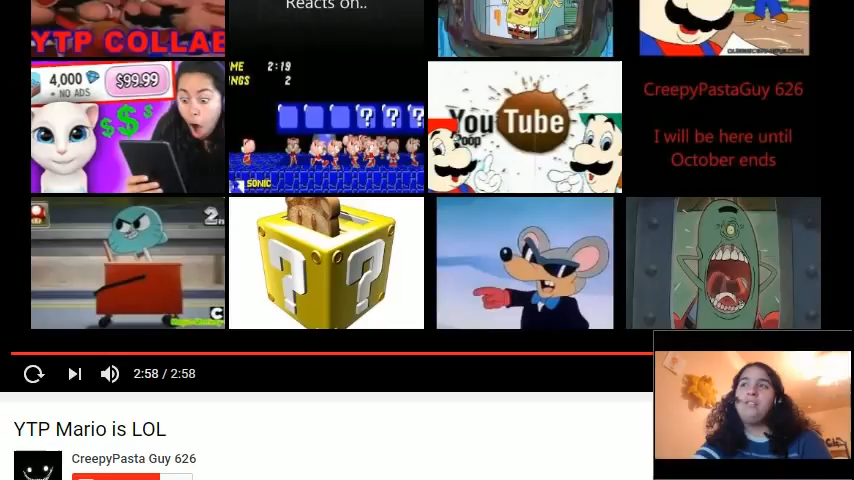 Reacts on..
YTP COLLAB
4,000
+ NO ADS
$99.99
ME 2:19
NGS 2
? ? ?
SONIC
You Tube
Poop
CreepyPastaGuy 626
I will be here until
October ends
? ?
2:58 / 2:58
YTP Mario is LOL
CreepyPasta Guy 626